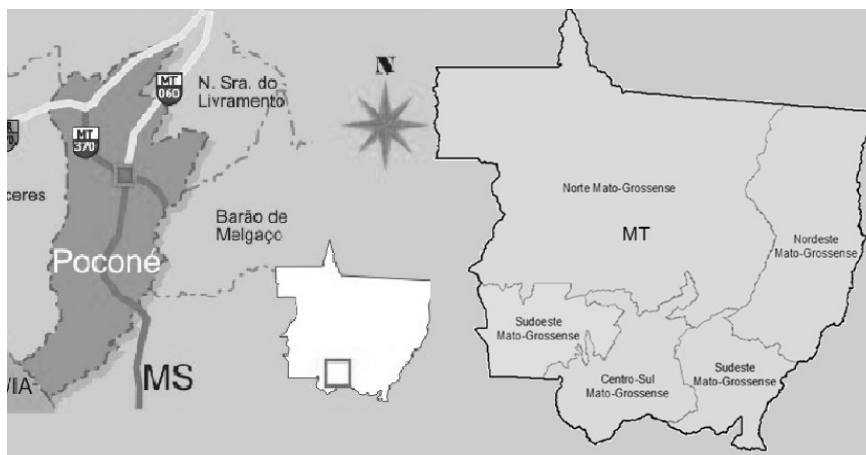 MT
060
N. Sra. do
Livramento
MT
370
ceres
Barão de
Melgaço
Poconé
MS
VIA
N
Norte Mato-Grossense
MT
Nordeste
Mato-Grossense
Sudoeste
Mato-Grossense
Centro-Sul
Mato-Grossense
Sudeste
Mato-Grossense